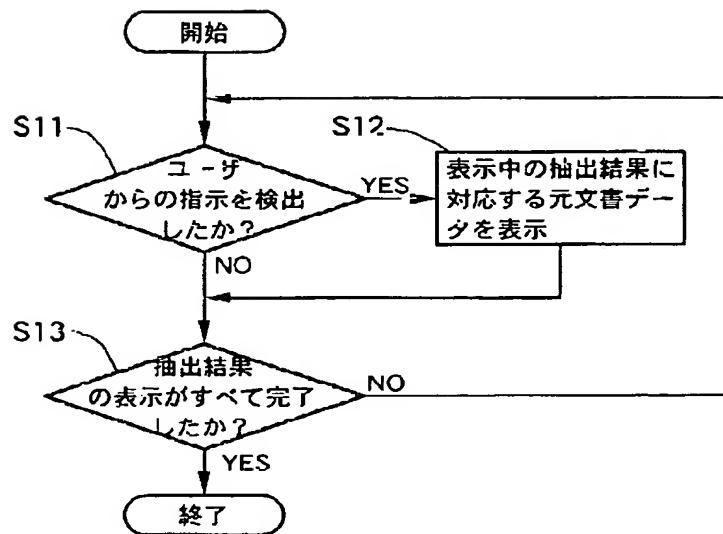 開始
S11
ユーザ
からの指示を検出
したか?
YES
NO
S12
表示中の抽出結果に
対応する元文書デー
タを表示
S13
抽出結果
の表示がすべて完了
したか?
NO
YES
終了